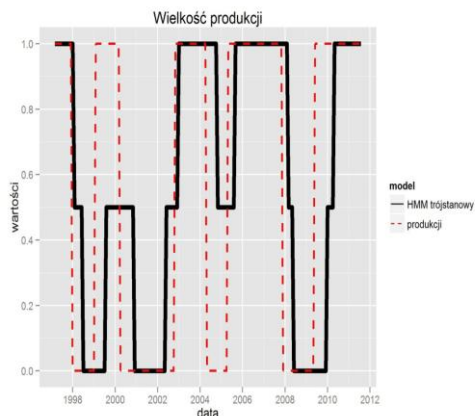 Wielkość produkcji
wartości
1.0
0.8
0.6
0.4
0.2
0.0
1998 2000 2002 2004 2006 2008 2010 2012
data
model
HMM trójstanowy
produkcji